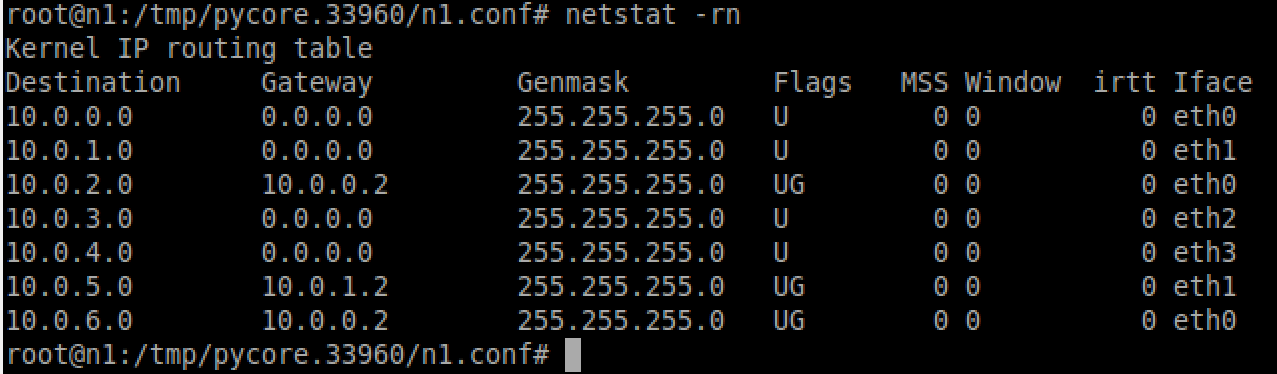 root@n1:/tmp/pycore.33960/n1.conf# netstat -rn
Kernel IP routing table
Destination     Gateway         Genmask         Flags   MSS Window  irtt Iface
10.0.0.0        0.0.0.0         255.255.255.0   U         0 0          0 eth0
10.0.1.0        0.0.0.0         255.255.255.0   U         0 0          0 eth1
10.0.2.0        10.0.0.2        255.255.255.0   UG        0 0          0 eth0
10.0.3.0        0.0.0.0         255.255.255.0   U         0 0          0 eth2
10.0.4.0        0.0.0.0         255.255.255.0   U         0 0          0 eth3
10.0.5.0        10.0.1.2        255.255.255.0   UG        0 0          0 eth1
10.0.6.0        10.0.0.2        255.255.255.0   UG        0 0          0 eth0
root@n1:/tmp/pycore.33960/n1.conf#